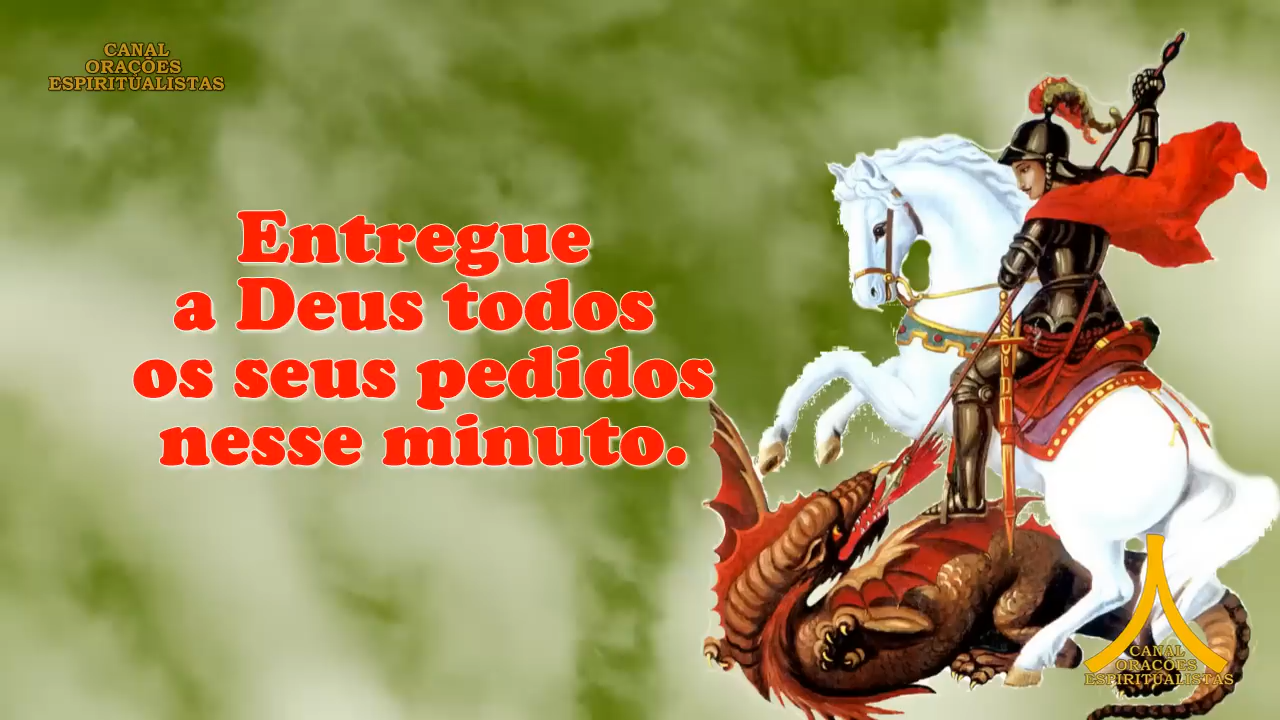 CANAL
ORAÇÕES
ESPIRITUALISTAS
Entregue
a Deus todos
os seus pedidos
nesse minuto.
CANAL
ORAÇÕES
ESPIRITUALISTAS